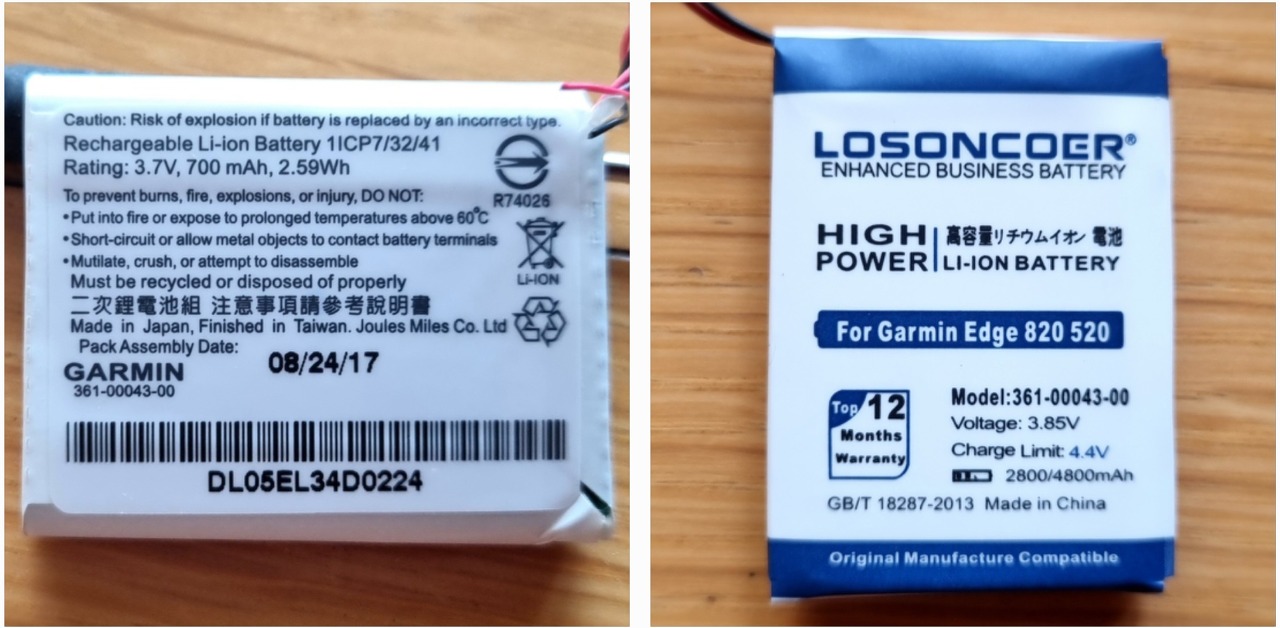 Caution: Risk of explosion if battery is replaced by an incorrect type.
Rechargeable Li-ion Battery 1ICP7/32/41
Rating: 3.7V, 700 mAh, 2.59Wh
R74026
To prevent burns, fire, explosions, or injury, DO NOT:
•Put into fire or expose to prolonged temperatures above 60°C
•Short-circuit or allow metal objects to contact battery terminals
•Mutilate, crush, or attempt to disassemble
LI-ION
Must be recycled or disposed of properly
二次鋰電池組 注意事項請參考說明書
Made in Japan, Finished in Taiwan. Joules Miles Co. Ltd
Pack Assembly Date:
08/24/17
GARMIN
361-00043-00
DL05EL34D0224
LOSONCOER®
ENHANCED BUSINESS BATTERY
HIGH POWER
高容量リチウムイオン 電池
LI-ION BATTERY
For Garmin Edge 820 520
Top 12
Months
Warranty
Model:361-00043-00
Voltage: 3.85V
Charge Limit: 4.4V
2800/4800mAh
GB/T 18287-2013 Made in China
Original Manufacture Compatible